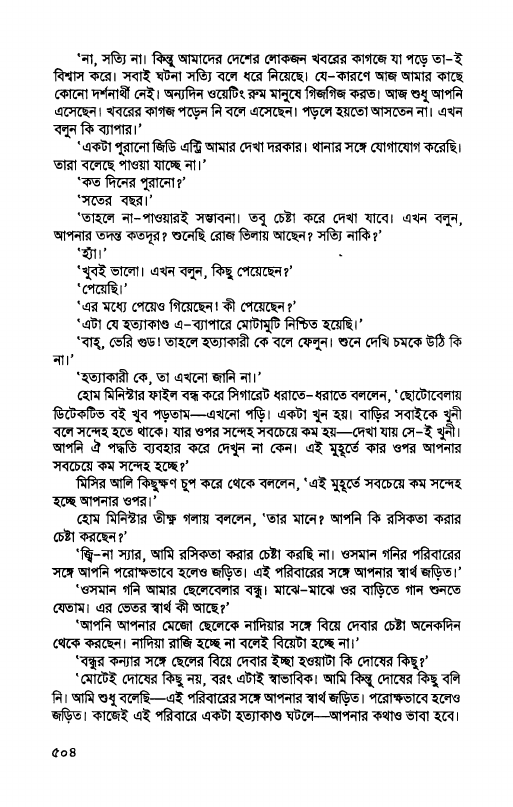 ‘না, সত্যি না। কিন্তু আমাদের দেশের লোকজন খবরের কাগজে যা পড়ে তা-ই
বিশ্বাস করে। সবাই ঘটনা সত্যি বলে ধরে নিয়েছে। যে-কারণে আজ আমার কাছে
কোনো দর্শনার্থী নেই। অন্যদিন ওয়েটিং রুম মানুষে গিজগিজ করত। আজ শুধু আপনি
এসেছেন। খবরের কাগজ পড়েন নি বলে এসেছেন। পড়লে হয়তো আসতেন না। এখন
বলুন কি ব্যাপার।’
‘একটা পুরানো জিডি এন্ট্রি আমার দেখা দরকার। থানার সঙ্গে যোগাযোগ করেছি।
তারা বলেছে পাওয়া যাচ্ছে না।’
‘কত দিনের পুরানো?’
‘সতের বছর।’
‘তাহলে না-পাওয়ারই সম্ভাবনা। তবু চেষ্টা করে দেখা যাবে। এখন বলুন,
আপনার তদন্ত কতদূর? শুনেছি রোজ তিলায় আছেন? সত্যি নাকি?’
‘হ্যাঁ।’
‘খুবই ভালো। এখন বলুন, কিছু পেয়েছেন?’
‘পেয়েছি।’
‘এর মধ্যে পেয়েও গিয়েছেন! কী পেয়েছেন?’
‘এটা যে হত্যাকাণ্ড এ-ব্যাপারে মোটামুটি নিশ্চিত হয়েছি।’
‘বাহ্, ভেরি গুড! তাহলে হত্যাকারী কে বলে ফেলুন। শুনে দেখি চমকে উঠি কি
না।’
‘হত্যাকারী কে, তা এখনো জানি না।’
হোম মিনিস্টার ফাইল বন্ধ করে সিগারেট ধরাতে-ধরাতে বললেন, ‘ছোটোবেলায়
ডিটেকটিভ বই খুব পড়তাম—এখনো পড়ি। একটা খুন হয়। বাড়ির সবাইকে খুনী
বলে সন্দেহ হতে থাকে। যার ওপর সন্দেহ সবচেয়ে কম হয়—দেখা যায় সে-ই খুনী।
আপনি ঐ পদ্ধতি ব্যবহার করে দেখুন না কেন। এই মুহূর্তে কার ওপর আপনার
সবচেয়ে কম সন্দেহ হচ্ছে?’
মিসির আলি কিছুক্ষণ চুপ করে থেকে বললেন, ‘এই মুহূর্তে সবচেয়ে কম সন্দেহ
হচ্ছে আপনার ওপর।’
হোম মিনিস্টার তীক্ষ্ণ গলায় বললেন, ‘তার মানে? আপনি কি রসিকতা করার
চেষ্টা করছেন?’
‘জ্বি-না স্যার, আমি রসিকতা করার চেষ্টা করছি না। ওসমান গনির পরিবারের
সঙ্গে আপনি পরোক্ষভাবে হলেও জড়িত। এই পরিবারের সঙ্গে আপনার স্বার্থ জড়িত।’
‘ওসমান গনি আমার ছেলেবেলার বন্ধু। মাঝে-মাঝে ওর বাড়িতে গান শুনতে
যেতাম। এর ভেতর স্বার্থ কী আছে?’
‘আপনি আপনার মেজো ছেলেকে নাদিয়ার সঙ্গে বিয়ে দেবার চেষ্টা অনেকদিন
থেকে করছেন। নাদিয়া রাজি হচ্ছে না বলেই বিয়েটা হচ্ছে না।’
‘বন্ধুর কন্যার সঙ্গে ছেলের বিয়ে দেবার ইচ্ছা হওয়াটা কি দোষের কিছু?’
‘মোটেই দোষের কিছু নয়, বরং এটাই স্বাভাবিক। আমি কিন্তু দোষের কিছু বলি
নি। আমি শুধু বলেছি—এই পরিবারের সঙ্গে আপনার স্বার্থ জড়িত। পরোক্ষভাবে হলেও
জড়িত। কাজেই এই পরিবারে একটা হত্যাকাণ্ড ঘটলে—আপনার কথাও ভাবা হবে।
৫০৪